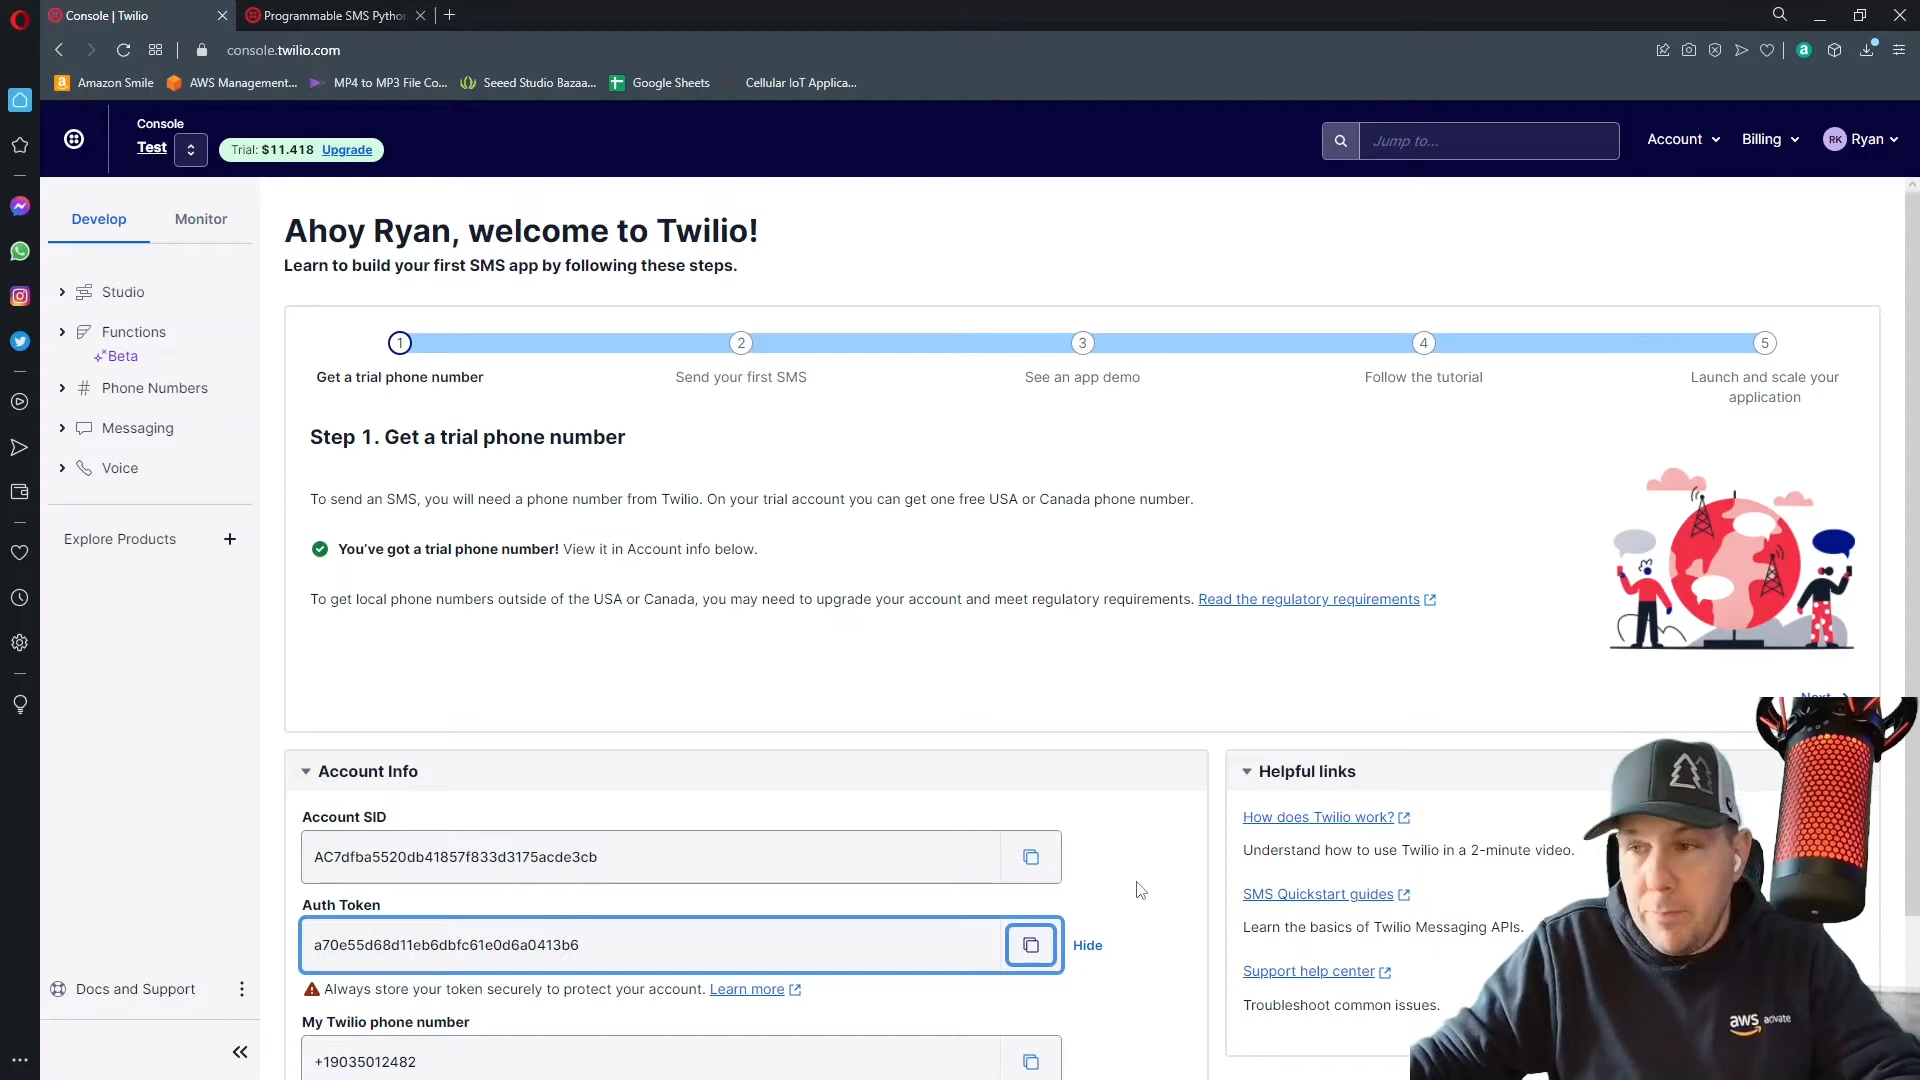 Console | Twilio
Programmable SMS Pytho
console.twilio.com
Amazon Smile
AWS Management...
MP4 to MP3 File Co...
Seeed Studio Bazaa...
Google Sheets
Cellular IoT Applica...
Console
Test
Trial: $11.418 Upgrade
Jump to...
Account
Billing
RK Ryan
Develop
Monitor
Studio
Functions
Beta
Phone Numbers
Messaging
Voice
Explore Products
Docs and Support
Ahoy Ryan, welcome to Twilio!
Learn to build your first SMS app by following these steps.
1
2
3
4
5
Get a trial phone number
Send your first SMS
See an app demo
Follow the tutorial
Launch and scale your
application
Step 1. Get a trial phone number
To send an SMS, you will need a phone number from Twilio. On your trial account you can get one free USA or Canada phone number.
You've got a trial phone number! View it in Account info below.
To get local phone numbers outside of the USA or Canada, you may need to upgrade your account and meet regulatory requirements. Read the regulatory requirements
Next
Account Info
Account SID
AC7dfba5520db41857f833d3175acde3cb
Auth Token
a70e55d68d11eb6dbfc61e0d6a0413b6
Hide
Always store your token securely to protect your account. Learn more
My Twilio phone number
+19035012482
Helpful links
How does Twilio work?
Understand how to use Twilio in a 2-minute video.
SMS Quickstart guides
Learn the basics of Twilio Messaging APIs.
Support help center
Troubleshoot common issues.
aws activate